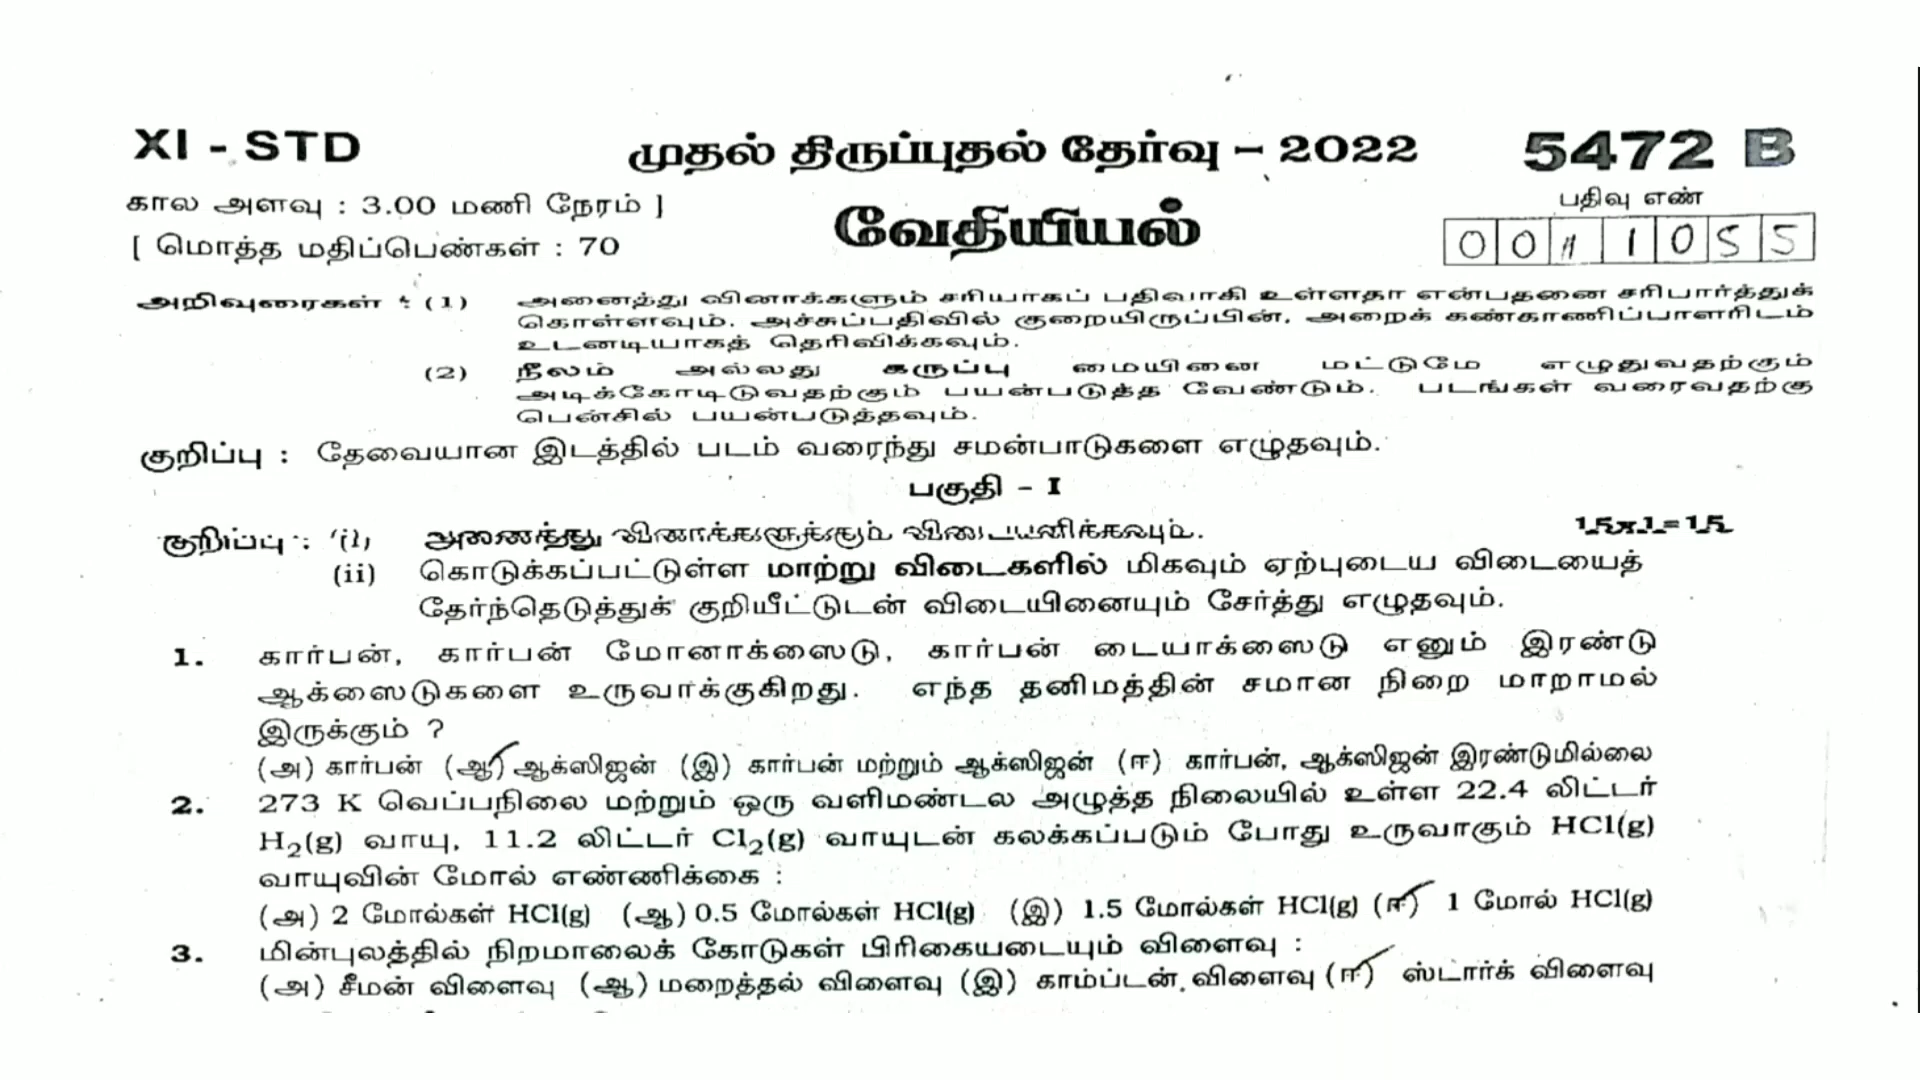 XI - STD
முதல் திருப்புதல் தேர்வு – 2022
5472 B
கால அளவு : 3.00 மணி நேரம் ]
வேதியியல்
பதிவு எண்
[ மொத்த மதிப்பெண்கள் : 70
0 0 11 1 0 5 5
அறிவுரைகள் : (1) அனைத்து வினாக்களும் சரியாகப் பதிவாகி உள்ளதா என்பதனை சரிபார்த்துக்
கொள்ளவும். அச்சுப்பதிவில் குறையிருப்பின், அறைக் கண்காணிப்பாளரிடம்
உடனடியாகத் தெரிவிக்கவும்.
(2) நீலம் அல்லது கருப்பு மையினை மட்டுமே எழுதுவதற்கும்
அடிக்கோடிடுவதற்கும் பயன்படுத்த வேண்டும். படங்கள் வரைவதற்கு
பென்சில் பயன்படுத்தவும்.
குறிப்பு : தேவையான இடத்தில் படம் வரைந்து சமன்பாடுகளை எழுதவும்.
பகுதி – I
குறிப்பு : (i) அனைத்து வினாக்களுக்கும் விடையளிக்கவும். 15x1=15
(ii) கொடுக்கப்பட்டுள்ள மாற்று விடைகளில் மிகவும் ஏற்புடைய விடையைத்
தேர்ந்தெடுத்துக் குறியீட்டுடன் விடையினையும் சேர்த்து எழுதவும்.
1. கார்பன், கார்பன் மோனாக்ஸைடு, கார்பன் டையாக்ஸைடு எனும் இரண்டு
ஆக்ஸைடுகளை உருவாக்குகிறது. எந்த தனிமத்தின் சமான நிறை மாறாமல்
இருக்கும் ?
(அ) கார்பன் (ஆ) ஆக்ஸிஜன் (இ) கார்பன் மற்றும் ஆக்ஸிஜன் (ஈ) கார்பன், ஆக்ஸிஜன் இரண்டுமில்லை
2. 273 K வெப்பநிலை மற்றும் ஒரு வளிமண்டல அழுத்த நிலையில் உள்ள 22.4 லிட்டர்
H₂(g) வாயு, 11.2 லிட்டர் Cl₂(g) வாயுடன் கலக்கப்படும் போது உருவாகும் HCl(g)
வாயுவின் மோல் எண்ணிக்கை :
(அ) 2 மோல்கள் HCl(g) (ஆ) 0.5 மோல்கள் HCl(g) (இ) 1.5 மோல்கள் HCl(g) (ஈ) 1 மோல் HCl(g)
3. மின்புலத்தில் நிறமாலைக் கோடுகள் பிரிகையடையும் விளைவு :
(அ) சீமன் விளைவு (ஆ) மறைத்தல் விளைவு (இ) காம்ப்டன் விளைவு (ஈ) ஸ்டார்க் விளைவு